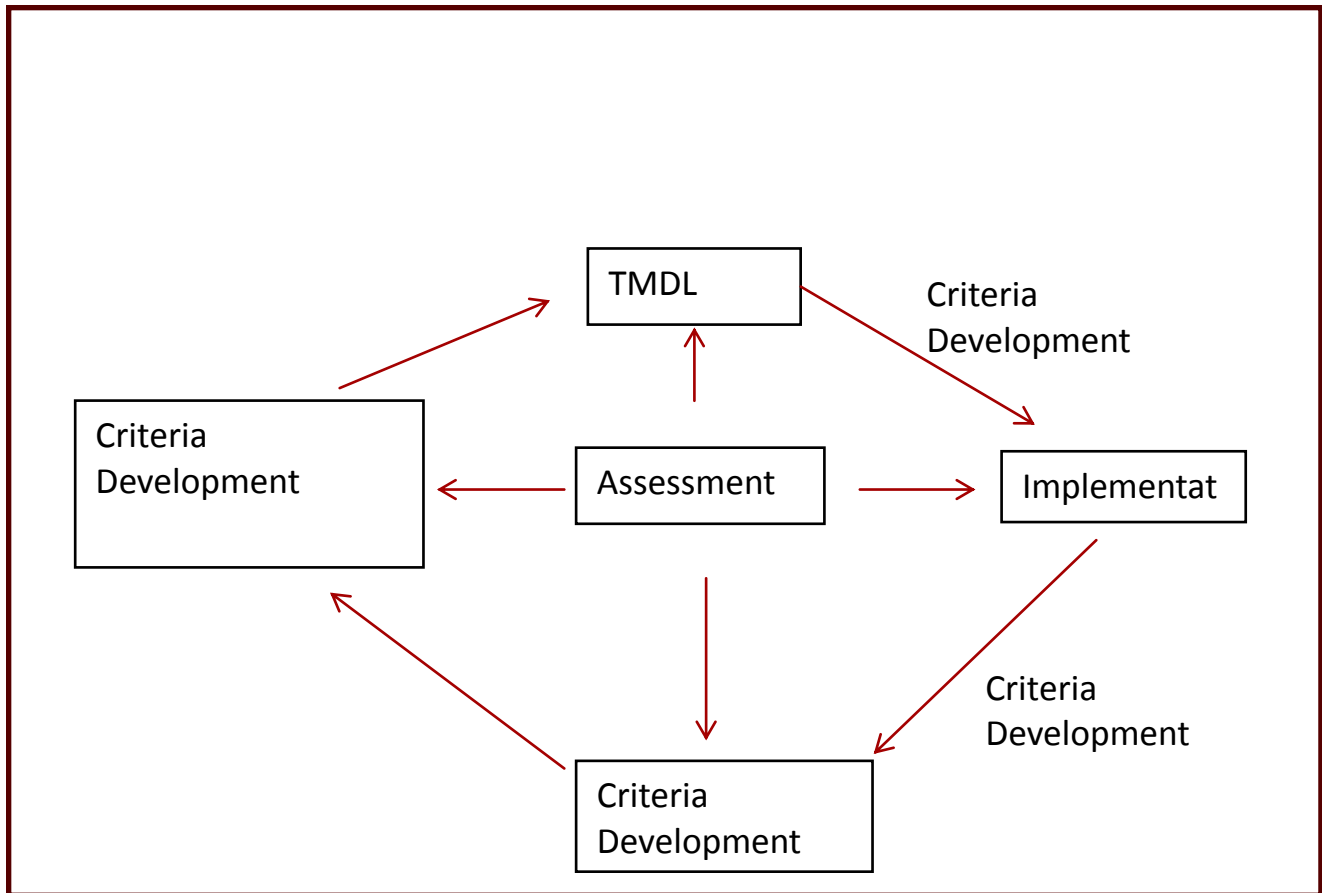 TMDL
Criteria
Development
Criteria
Development
Assessment
Implementat
Criteria
Development
Criteria
Development